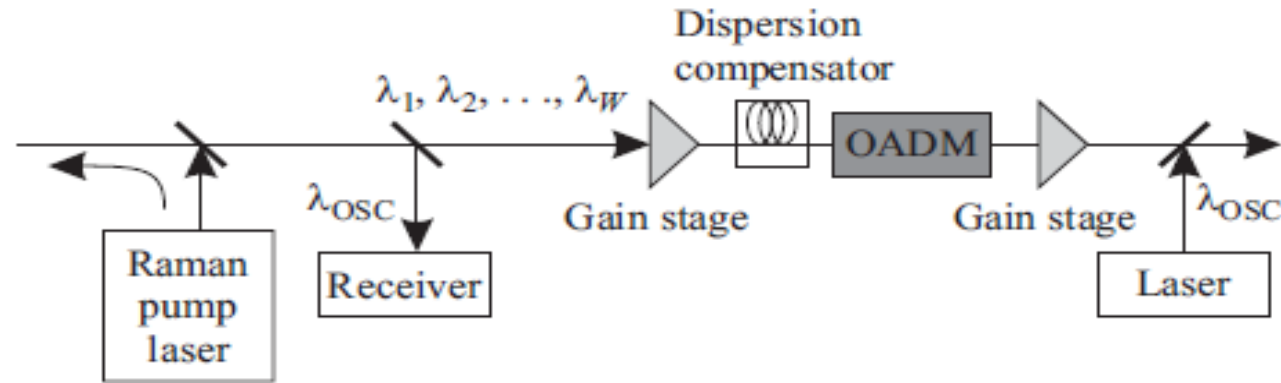 Dispersion
compensator
λ1, λ2, . . ., λW
OADM
λOSC
Gain stage
Gain stage
λOSC
Raman
pump
laser
Receiver
Laser